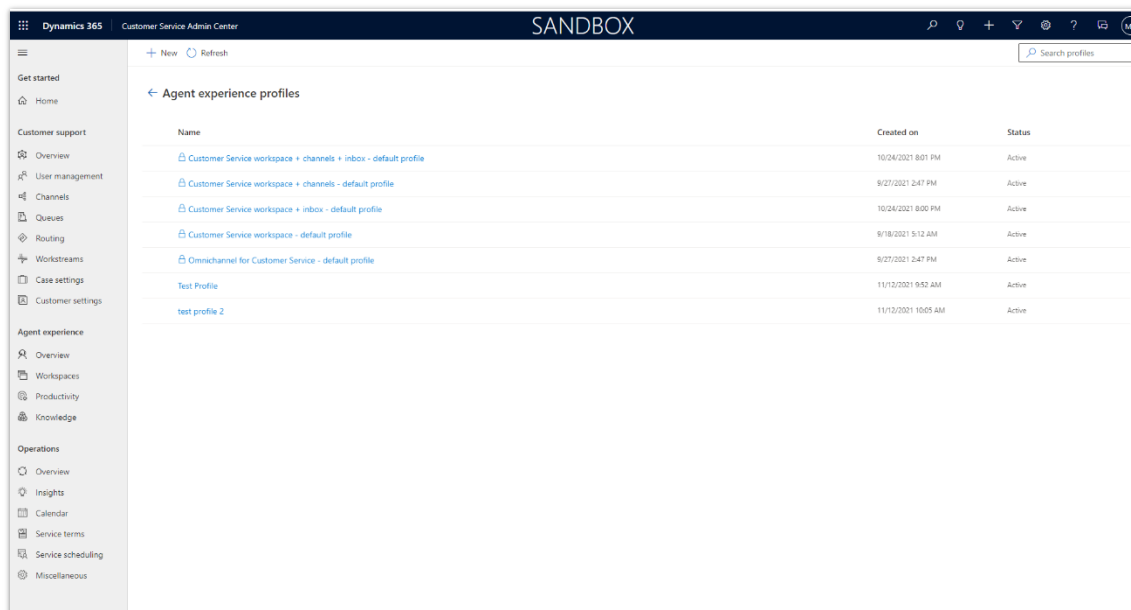 Dynamics 365 Customer Service Admin Center SANDBOX
New Refresh Search profiles
Get started
Home
Customer support
Overview
User management
Channels
Queues
Routing
Workstreams
Case settings
Customer settings
Agent experience
Overview
Workspaces
Productivity
Knowledge
Operations
Overview
Insights
Calendar
Service terms
Service scheduling
Miscellaneous
Agent experience profiles
Name Created on Status
Customer Service workspace + channels + inbox - default profile 10/24/2021 8:01 PM Active
Customer Service workspace + channels - default profile 9/27/2021 2:47 PM Active
Customer Service workspace + inbox - default profile 10/24/2021 8:00 PM Active
Customer Service workspace - default profile 9/18/2021 5:12 AM Active
Omnichannel for Customer Service - default profile 9/27/2021 2:47 PM Active
Test Profile 11/12/2021 9:52 AM Active
test profile 2 11/12/2021 10:05 AM Active